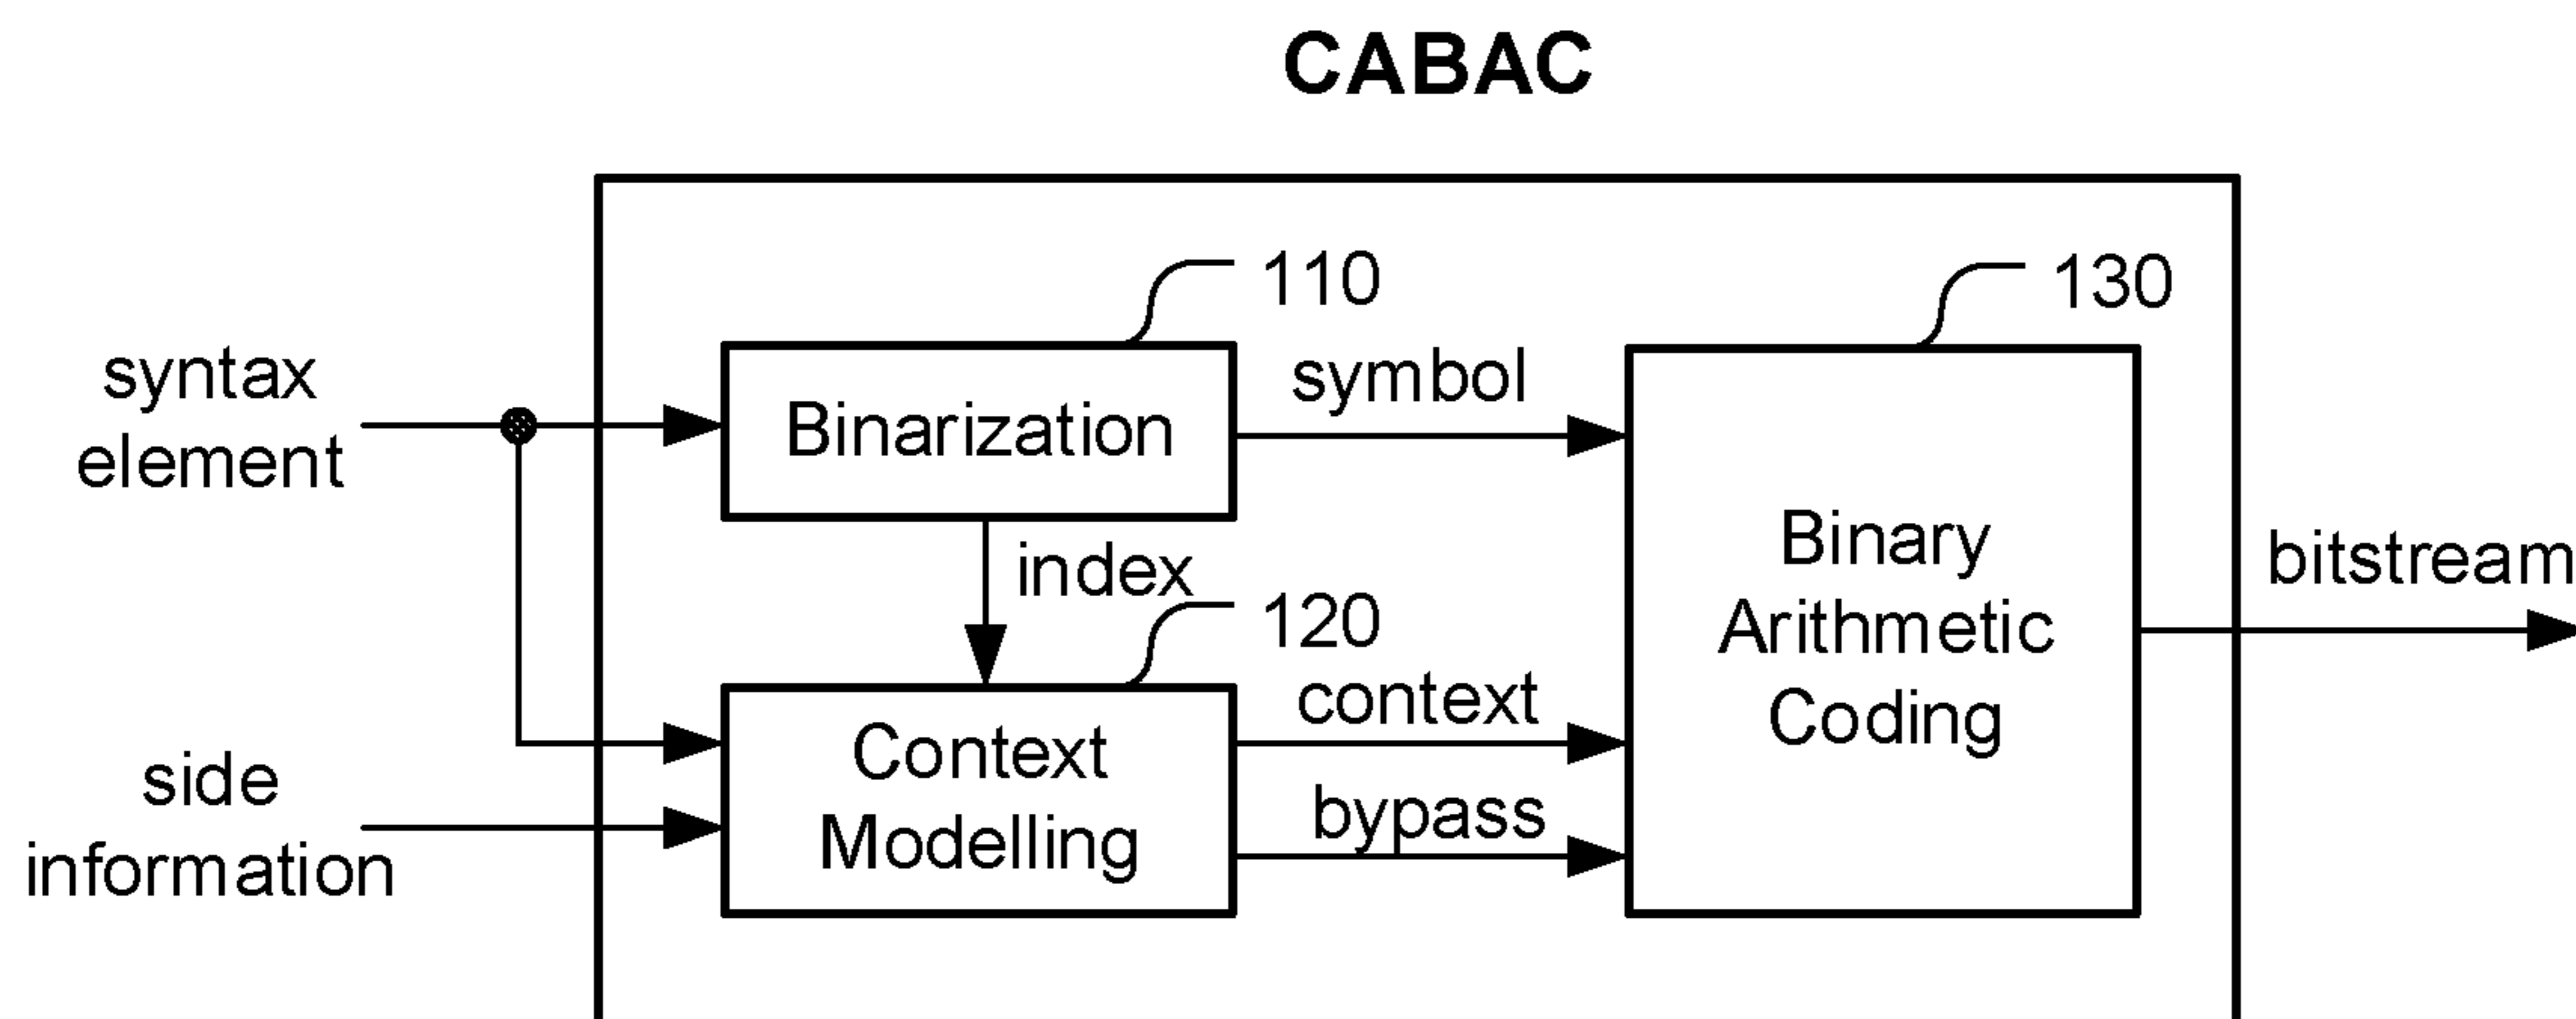 CABAC
110
130
syntax
element
Binarization
symbol
index
120
side
information
Context
Modelling
context
bypass
Binary
Arithmetic
Coding
bitstream